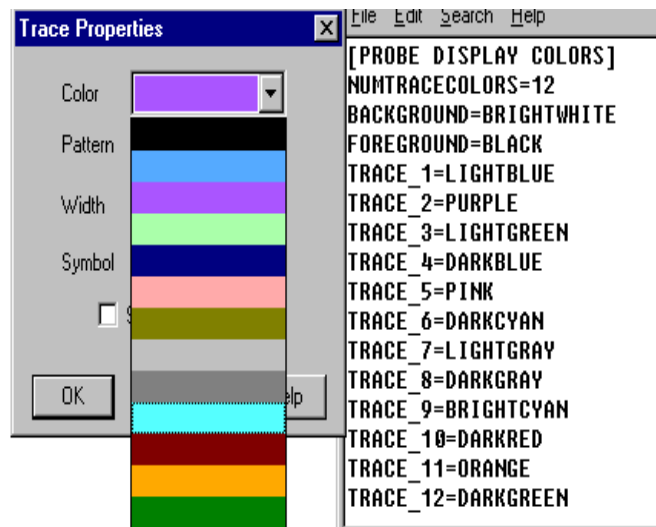 Trace Properties
Color
Pattern
Width
Symbol
OK
File Edit Search Help
[PROBE DISPLAY COLORS]
NUMTRACECOLORS=12
BACKGROUND=BRIGHTWHITE
FOREGROUND=BLACK
TRACE_1=LIGHTBLUE
TRACE_2=PURPLE
TRACE_3=LIGHTGREEN
TRACE_4=DARKBLUE
TRACE_5=PINK
TRACE_6=DARKCYAN
TRACE_7=LIGHTGRAY
TRACE_8=DARKGRAY
TRACE_9=BRIGHTCYAN
TRACE_10=DARKRED
TRACE_11=ORANGE
TRACE_12=DARKGREEN